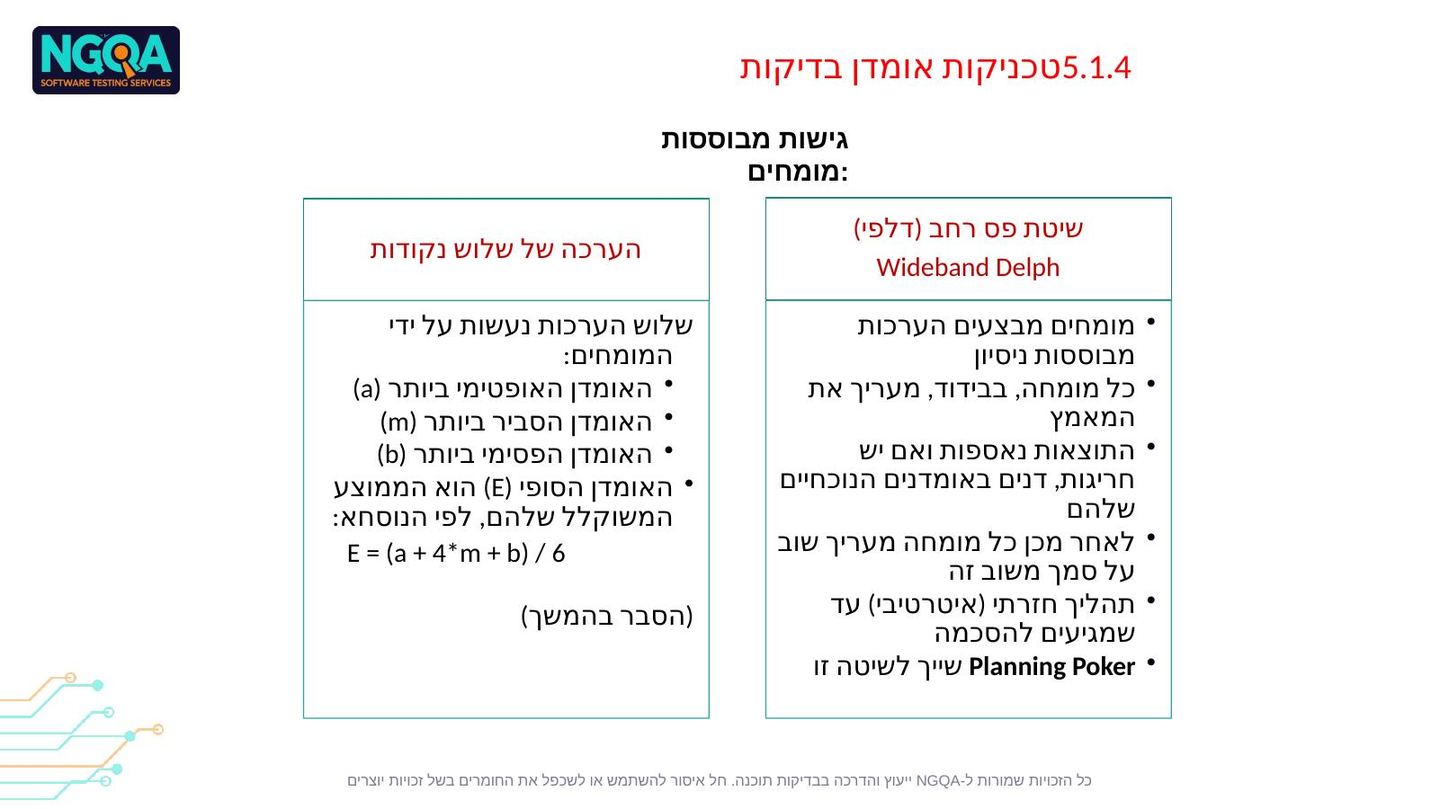 NGQA
SOFTWARE TESTING SERVICES
5.1.4טכניקות אומדן בדיקות
גישות מבוססות
מומחים:
שיטת פס רחב (דלפי)
Wideband Delph
• מומחים מבצעים הערכות
מבוססות ניסיון
• כל מומחה, בבידוד, מעריך את
המאמץ
• התוצאות נאספות ואם יש
חריגות, דנים באומדנים הנוכחיים
שלהם
• לאחר מכן כל מומחה מעריך שוב
על סמך משוב זה
• תהליך חזרתי (איטרטיבי) עד
שמגיעים להסכמה
• Planning Poker שייך לשיטה זו
הערכה של שלוש נקודות
שלוש הערכות נעשות על ידי
המומחים:
• האומדן האופטימי ביותר (a)
• האומדן הסביר ביותר (m)
• האומדן הפסימי ביותר (b)
• האומדן הסופי (E) הוא הממוצע
המשוקלל שלהם, לפי הנוסחא:
E = (a + 4*m + b) / 6
(הסבר בהמשך)
כל הזכויות שמורות ל-NGQA ייעוץ והדרכה בבדיקות תוכנה. חל איסור להשתמש או לשכפל את החומרים בשל זכויות יוצרים